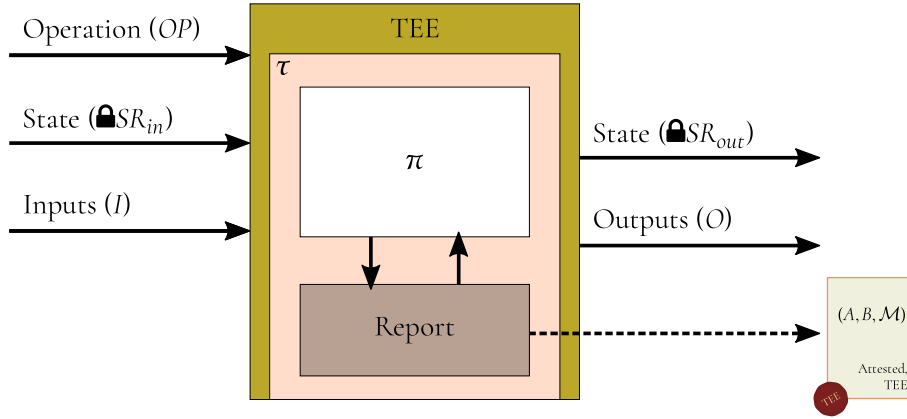 Operation (OP)
TEE
τ
State (🔒SR_in)
π
State (🔒SR_out)
Inputs (I)
Outputs (O)
Report
(A, B, ℳ)
Attested,
TEE
TEE